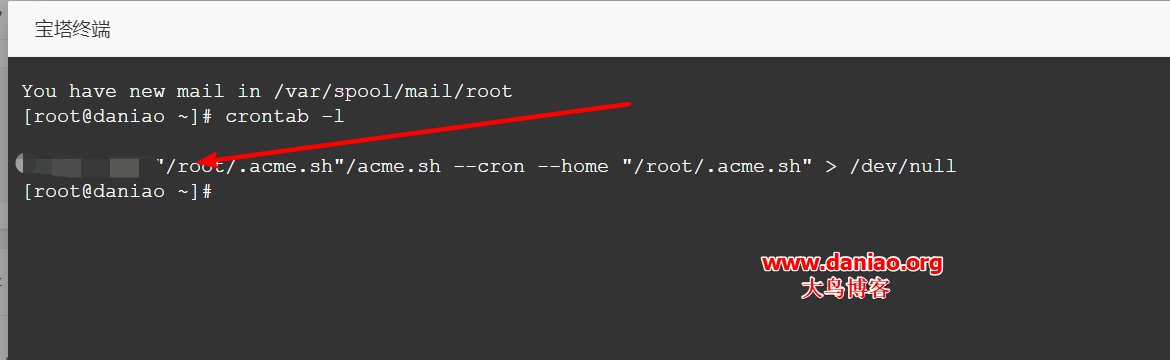 宝塔终端
You have new mail in /var/spool/mail/root
[root@daniao ~]# crontab -l
"/root/.acme.sh"/acme.sh --cron --home "/root/.acme.sh" > /dev/null
[root@daniao ~]#
www.daniao.org
大鸟博客